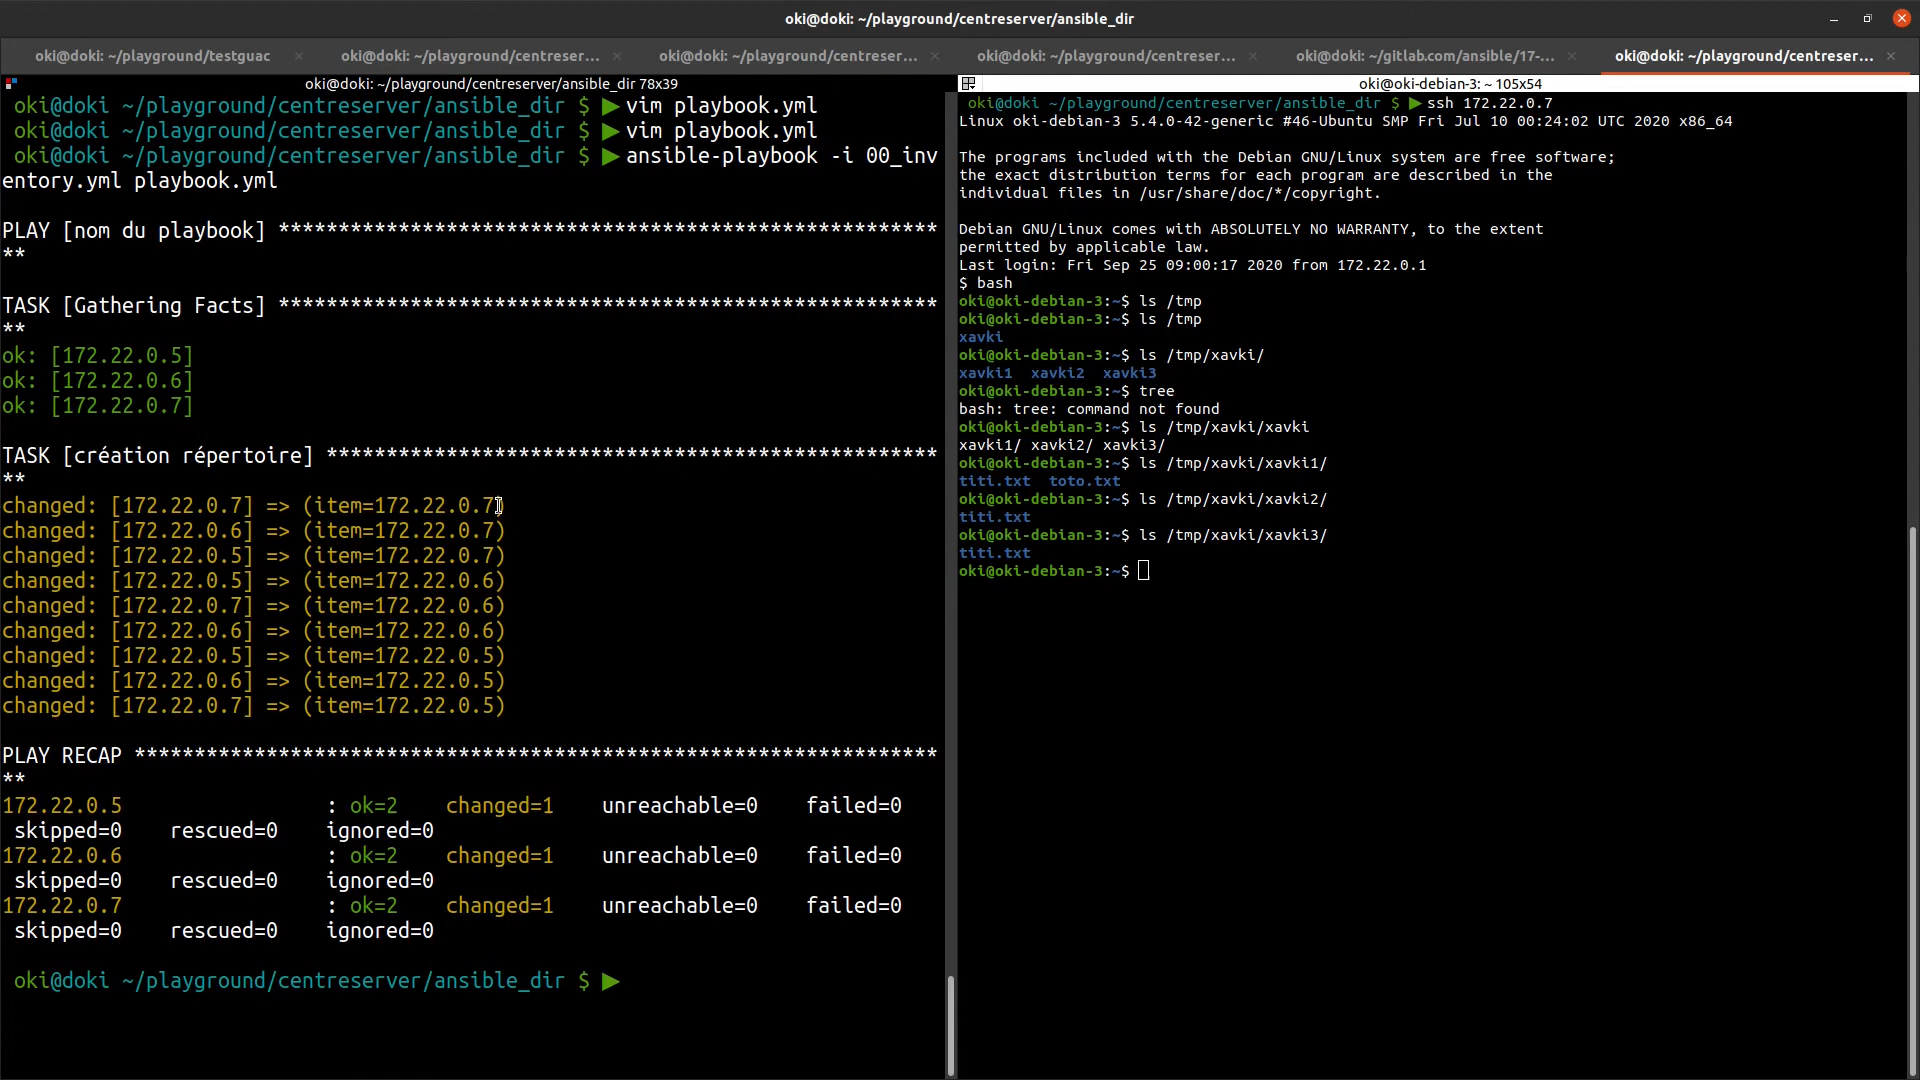 oki@doki: ~/playground/centreserver/ansible_dir
oki@doki: ~/playground/testguac
oki@doki: ~/playground/centreser...
oki@doki: ~/playground/centreser...
oki@doki: ~/playground/centreser...
oki@doki: ~/gitlab.com/ansible/17-...
oki@doki: ~/playground/centreser...
oki@doki: ~/playground/centreserver/ansible_dir 78x39
oki@doki ~/playground/centreserver/ansible_dir $ ▶vim playbook.yml
oki@doki ~/playground/centreserver/ansible_dir $ ▶vim playbook.yml
oki@doki ~/playground/centreserver/ansible_dir $ ▶ansible-playbook -i 00_inv
entory.yml playbook.yml
PLAY [nom du playbook] *******************************************************
**
TASK [Gathering Facts] *******************************************************
**
ok: [172.22.0.5]
ok: [172.22.0.6]
ok: [172.22.0.7]
TASK [création répertoire] ***************************************************
**
changed: [172.22.0.7] => (item=172.22.0.7)
changed: [172.22.0.6] => (item=172.22.0.7)
changed: [172.22.0.5] => (item=172.22.0.7)
changed: [172.22.0.5] => (item=172.22.0.6)
changed: [172.22.0.7] => (item=172.22.0.6)
changed: [172.22.0.6] => (item=172.22.0.6)
changed: [172.22.0.5] => (item=172.22.0.5)
changed: [172.22.0.6] => (item=172.22.0.5)
changed: [172.22.0.7] => (item=172.22.0.5)
PLAY RECAP *******************************************************************
**
172.22.0.5                 : ok=2    changed=1    unreachable=0    failed=0
skipped=0    rescued=0    ignored=0
172.22.0.6                 : ok=2    changed=1    unreachable=0    failed=0
skipped=0    rescued=0    ignored=0
172.22.0.7                 : ok=2    changed=1    unreachable=0    failed=0
skipped=0    rescued=0    ignored=0
oki@doki ~/playground/centreserver/ansible_dir $ ▶
oki@oki-debian-3: ~ 105x54
oki@doki ~/playground/centreserver/ansible_dir $ ▶ssh 172.22.0.7
Linux oki-debian-3 5.4.0-42-generic #46-Ubuntu SMP Fri Jul 10 00:24:02 UTC 2020 x86_64
The programs included with the Debian GNU/Linux system are free software;
the exact distribution terms for each program are described in the
individual files in /usr/share/doc/*/copyright.
Debian GNU/Linux comes with ABSOLUTELY NO WARRANTY, to the extent
permitted by applicable law.
Last login: Fri Sep 25 09:00:17 2020 from 172.22.0.1
$ bash
oki@oki-debian-3:~$ ls /tmp
oki@oki-debian-3:~$ ls /tmp
xavki
oki@oki-debian-3:~$ ls /tmp/xavki/
xavki1  xavki2  xavki3
oki@oki-debian-3:~$ tree
bash: tree: command not found
oki@oki-debian-3:~$ ls /tmp/xavki/xavki
xavki1/ xavki2/ xavki3/
oki@oki-debian-3:~$ ls /tmp/xavki/xavki1/
titi.txt  toto.txt
oki@oki-debian-3:~$ ls /tmp/xavki/xavki2/
titi.txt
oki@oki-debian-3:~$ ls /tmp/xavki/xavki3/
titi.txt
oki@oki-debian-3:~$